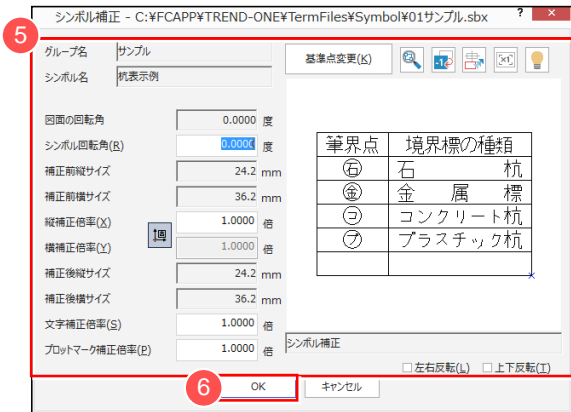 シンボル補正 - C:¥FCAPP¥TREND-ONE¥TermFiles¥Symbol¥01サンプル.sbx ? ×
5
グループ名 サンプル
シンボル名 杭表示例
図面の回転角 0.0000 度
シンボル回転角(R) 0.0000 度
補正前縦サイズ 24.2 mm
補正前横サイズ 36.2 mm
縦補正倍率(X) 1.0000 倍
横補正倍率(Y) 1.0000 倍
補正後縦サイズ 24.2 mm
補正後横サイズ 36.2 mm
文字補正倍率(S) 1.0000 倍
プロットマーク補正倍率(P) 1.0000 倍
基準点変更(K)
筆界点 境界標の種類
㊄石 杭
㊎ 金属標
コ コンクリート杭
プ プラスチック杭
シンボル補正
左右反転(L) 上下反転(T)
6
OK キャンセル